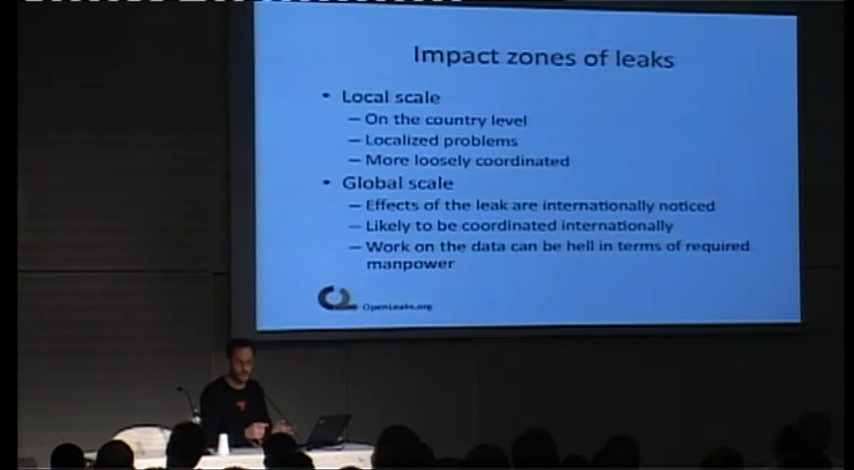 Impact zones of leaks
• Local scale
– On the country level
– Localized problems
– More loosely coordinated
• Global scale
– Effects of the leak are internationally noticed
– Likely to be coordinated internationally
– Work on the data can be hell in terms of required
manpower
OpenLeaks.org